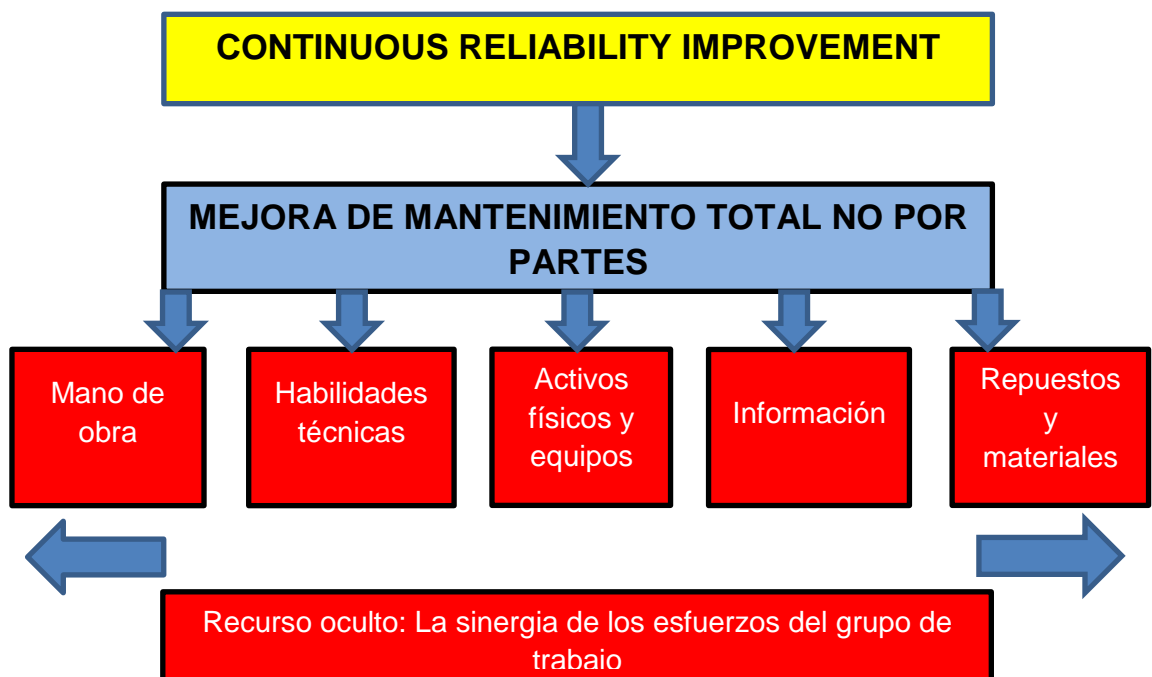 CONTINUOUS RELIABILITY IMPROVEMENT
MEJORA DE MANTENIMIENTO TOTAL NO POR
PARTES
Mano de
obra
Habilidades
técnicas
Activos
físicos y
equipos
Información
Repuestos
y
materiales
Recurso oculto: La sinergia de los esfuerzos del grupo de
trabajo